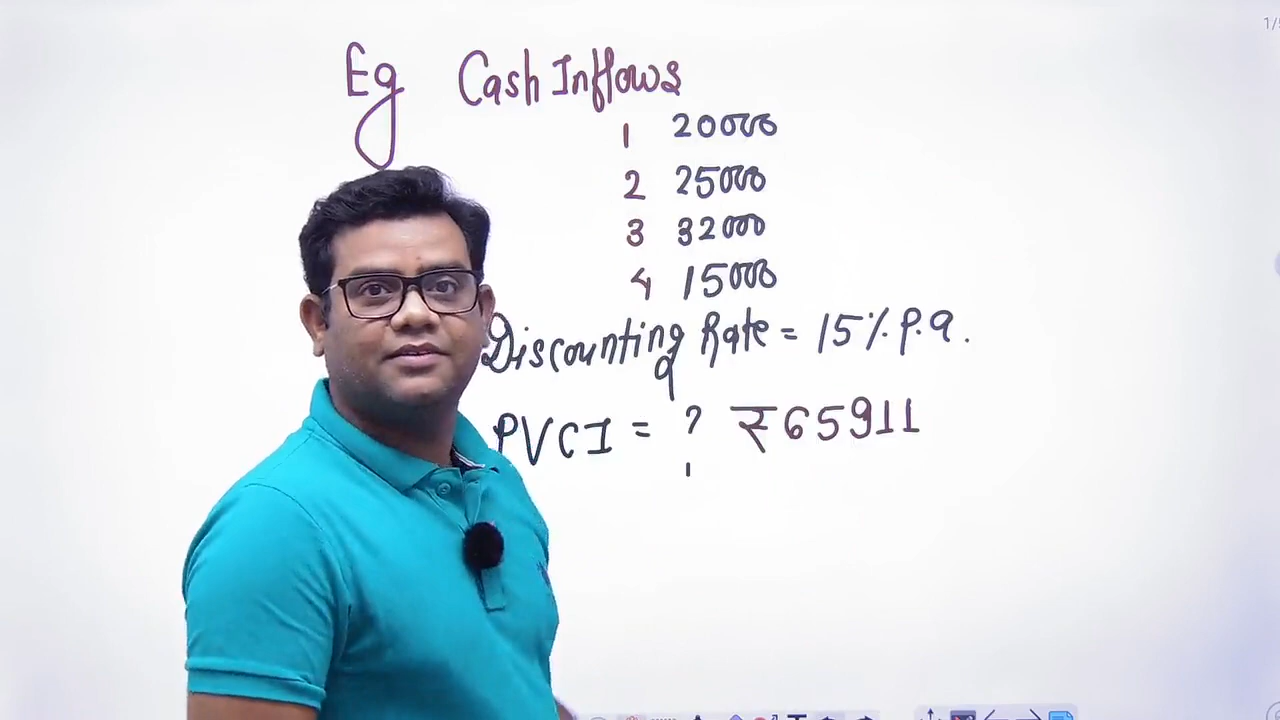 Eg Cash Inflows
1 20000
2 25000
3 32000
4 15000
Discounting Rate = 15% p.a.
PVCI = ? ₹65911